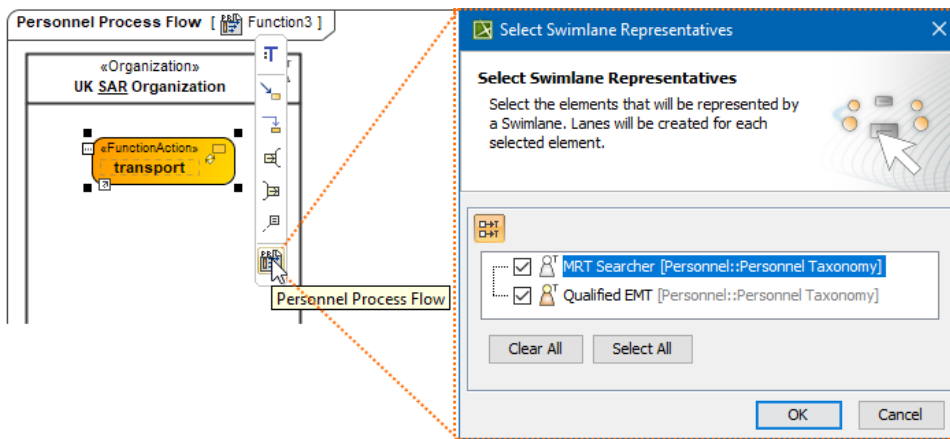 Personnel Process Flow [ Function3 ]
«Organization»
UK SAR Organization
«FunctionAction»
transport
Personnel Process Flow
Select Swimlane Representatives
Select Swimlane Representatives
Select the elements that will be represented by
a Swimlane. Lanes will be created for each
selected element.
MRT Searcher [Personnel::Personnel Taxonomy]
Qualified EMT [Personnel::Personnel Taxonomy]
Clear All Select All
OK Cancel